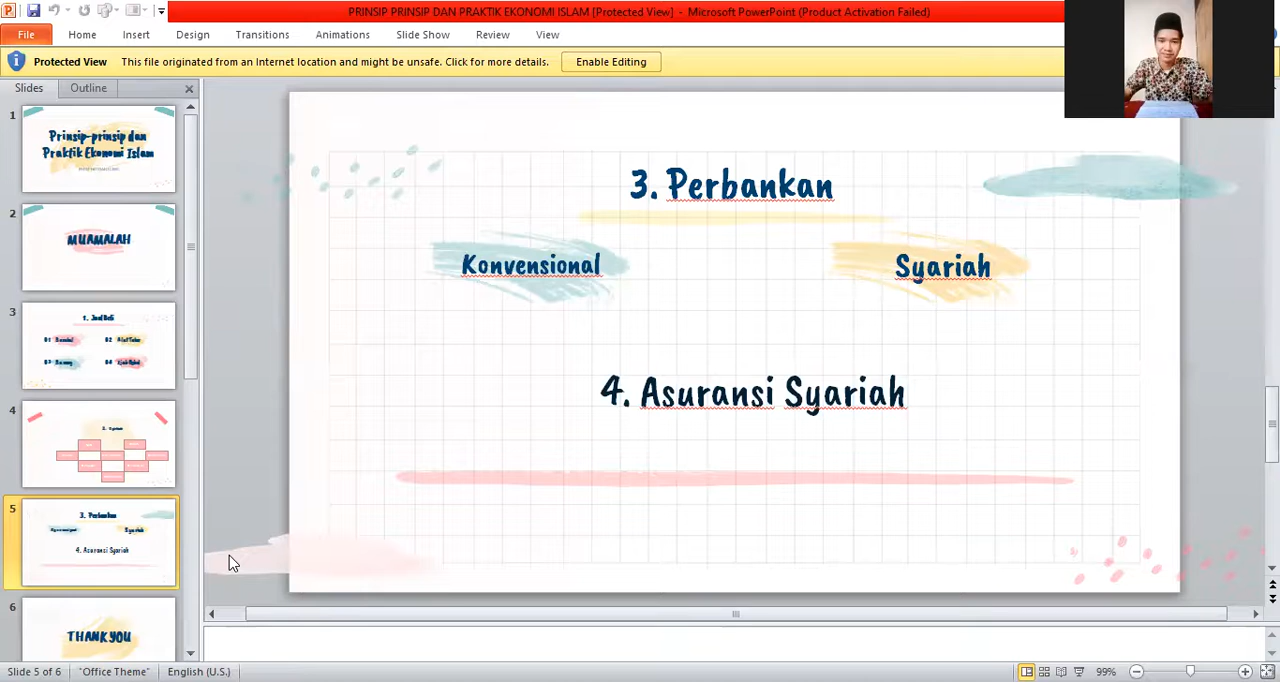 PRINSIP PRINSIP DAN PRAKTIK EKONOMI ISLAM [Protected View] - Microsoft PowerPoint (Product Activation Failed)
File Home Insert Design Transitions Animations Slide Show Review View
Protected View This file originated from an Internet location and might be unsafe. Click for more details. Enable Editing
Slides Outline
1
Prinsip-prinsip dan
Praktik Ekonomi Islam
2
MUAMALAH
3
1. Jual Beli
01
02
03
04
4
5
3. Perbankan
Konvensional Syariah
4. Asuransi Syariah
6
THANK YOU
3. Perbankan
Konvensional Syariah
4. Asuransi Syariah
Slide 5 of 6 "Office Theme" English (U.S.) 99%